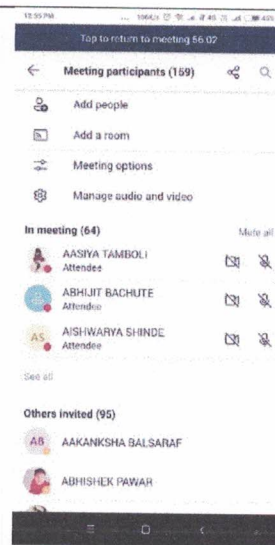 12:55 PM
Tap to return to meeting 56:02
Meeting participants (159)
Add people
Add a room
Meeting options
Manage audio and video
In meeting (64) Mute all
AASIYA TAMBOLI
Attendee
ABHIJIT BACHUTE
Attendee
AS AISHWARYA SHINDE
Attendee
See all
Others invited (95)
AB AAKANKSHA BALSARAF
ABHISHEK PAWAR